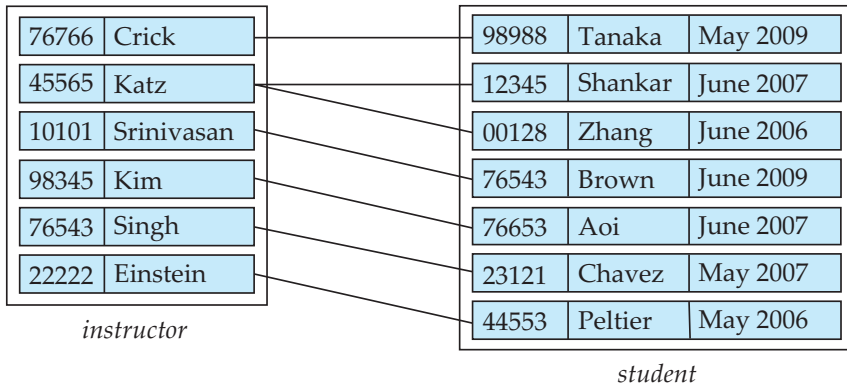 76766 Crick
45565 Katz
10101 Srinivasan
98345 Kim
76543 Singh
22222 Einstein
instructor
98988 Tanaka May 2009
12345 Shankar June 2007
00128 Zhang June 2006
76543 Brown June 2009
76653 Aoi June 2007
23121 Chavez May 2007
44553 Peltier May 2006
student